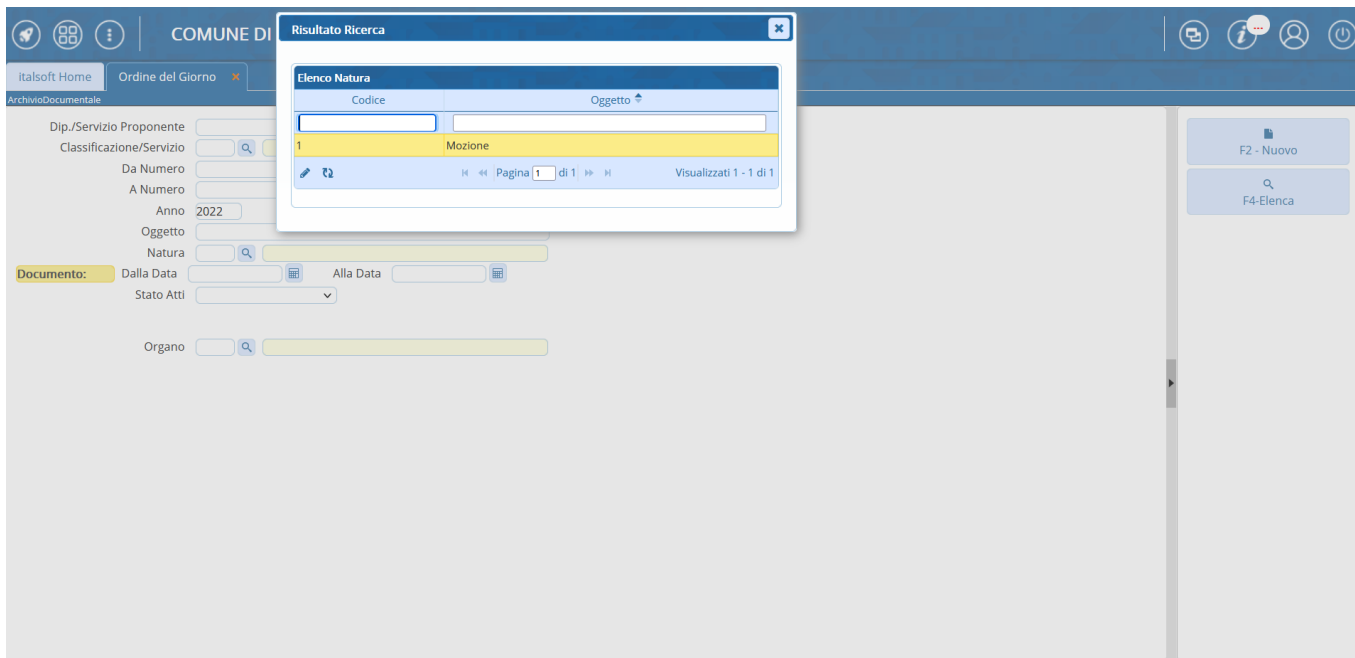 COMUNE DI
Risultato Ricerca
...
italsoft Home
Ordine del Giorno
ArchivioDocumentale
Elenco Natura
Codice
Oggetto
1
Mozione
Pagina 1 di 1
Visualizzati 1 - 1 di 1
Dip./Servizio Proponente
Classificazione/Servizio
Da Numero
A Numero
Anno 2022
Oggetto
Natura
Documento: Dalla Data Alla Data
Stato Atti
Organo
F2 - Nuovo
F4-Elenca